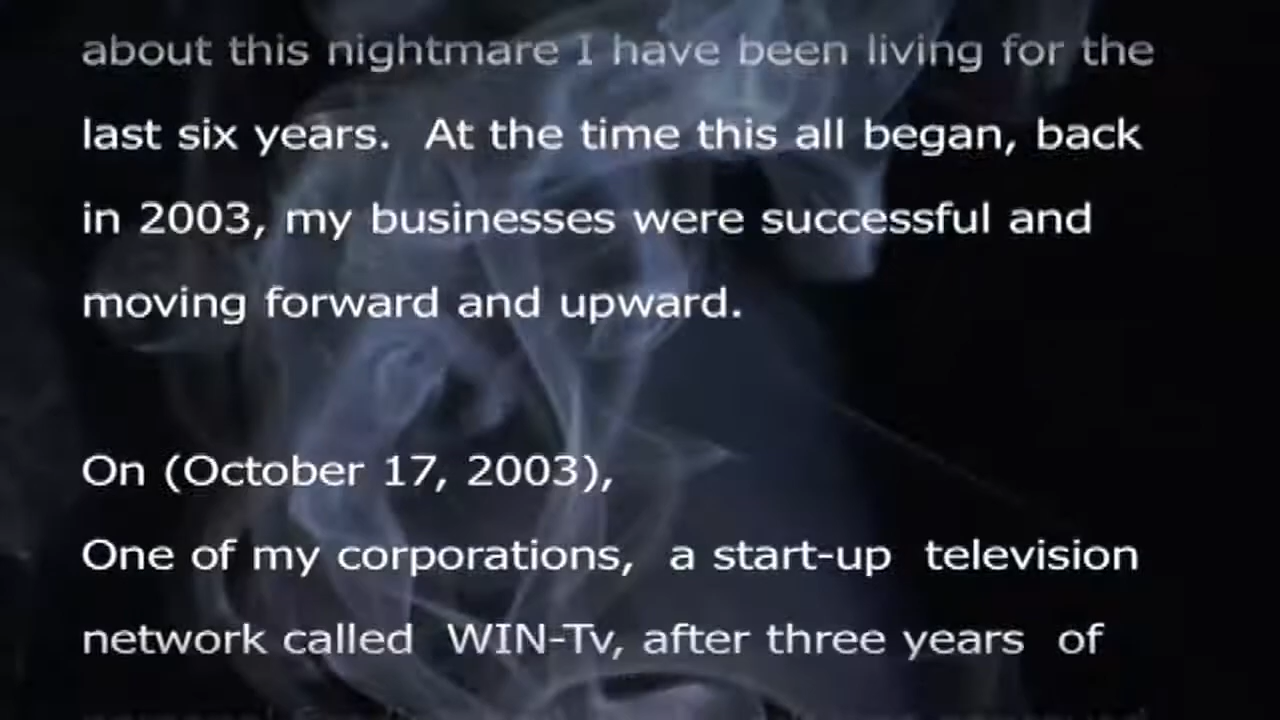 about this nightmare I have been living for the
last six years.  At the time this all began, back
in 2003, my businesses were successful and
moving forward and upward.
On (October 17, 2003),
One of my corporations,  a start-up  television
network called  WIN-Tv, after three years  of